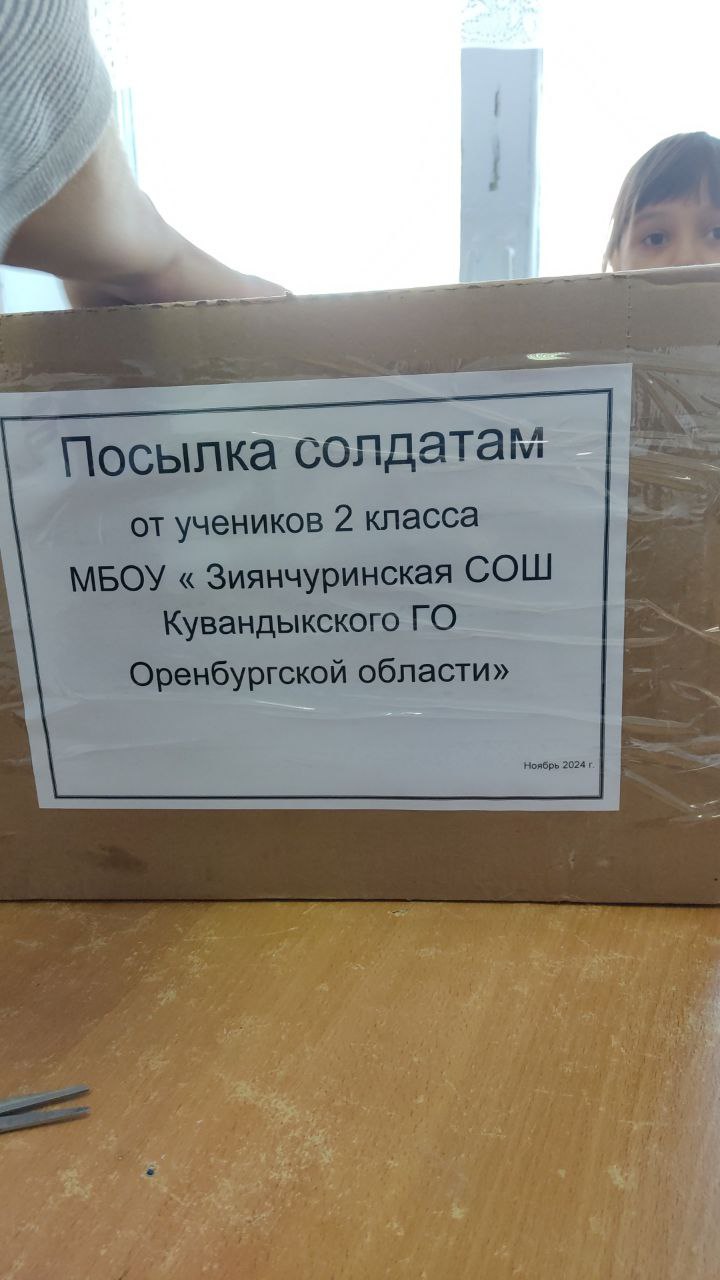 Посылка солдатам
от учеников 2 класса
МБОУ « Зиянчуринская СОШ
Кувандыкского ГО
Оренбургской области»
Ноябрь 2024 г.